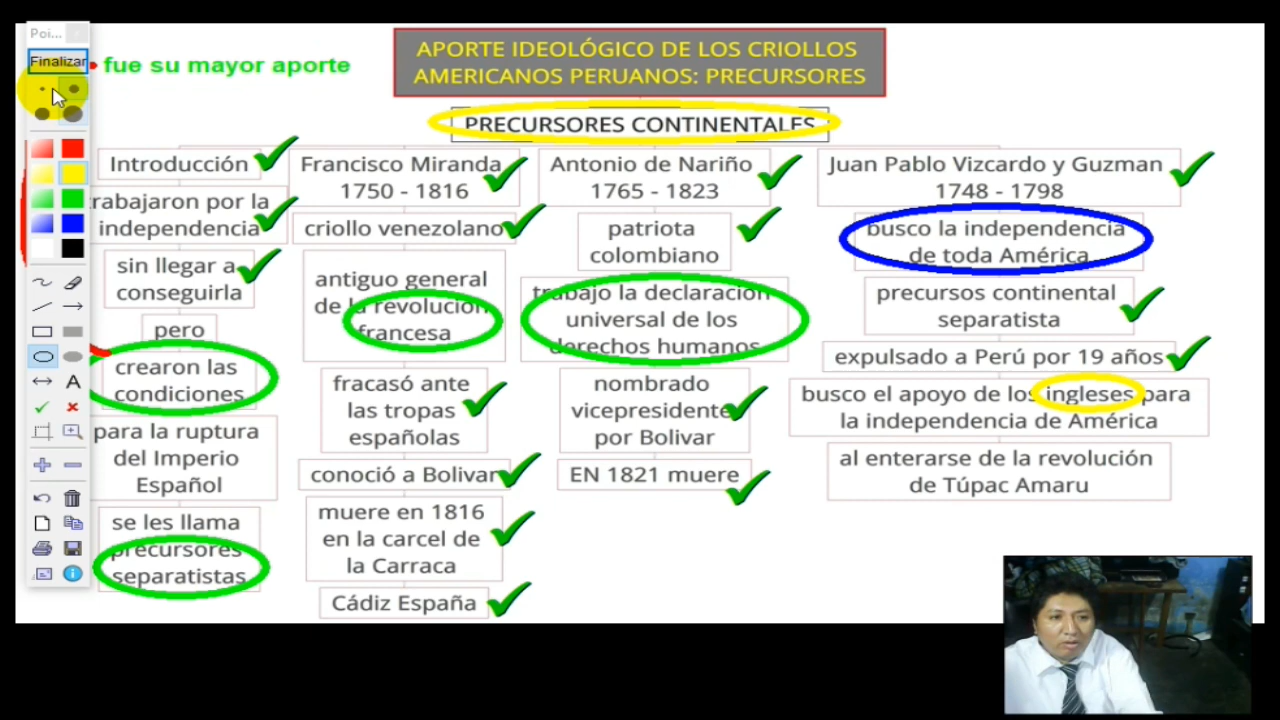 Poi...
Finalizar
fue su mayor aporte
APORTE IDEOLÓGICO DE LOS CRIOLLOS
AMERICANOS PERUANOS: PRECURSORES
PRECURSORES CONTINENTALES
Introducción
trabajaron por la
independencia
sin llegar a
conseguirla
pero
crearon las
condiciones
para la ruptura
del Imperio
Español
se les llama
precursores
separatistas
Francisco Miranda
1750 - 1816
criollo venezolano
antiguo general
de la revolución
francesa
fracasó ante
las tropas
españolas
conoció a Bolivar
muere en 1816
en la carcel de
la Carraca
Cádiz España
Antonio de Nariño
1765 - 1823
patriota
colombiano
trabajo la declaración
universal de los
derechos humanos
nombrado
vicepresidente
por Bolivar
EN 1821 muere
Juan Pablo Vizcardo y Guzman
1748 - 1798
busco la independencia
de toda América
precursos continental
separatista
expulsado a Perú por 19 años
busco el apoyo de los ingleses para
la independencia de América
al enterarse de la revolución
de Túpac Amaru